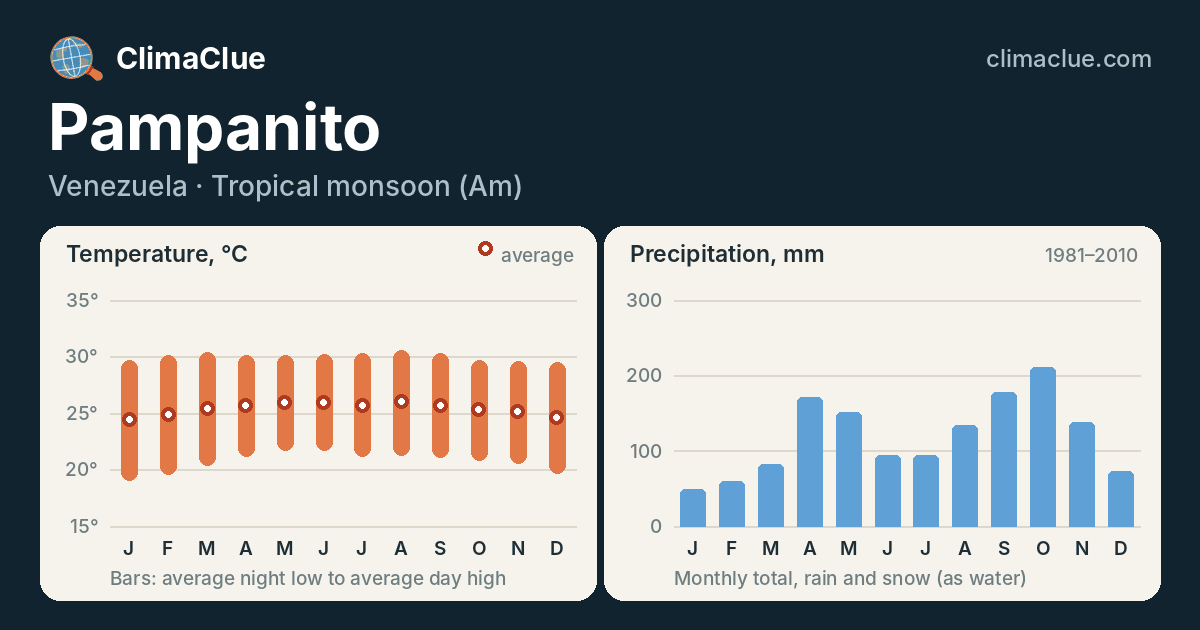 ClimaClue
climaclue.com
Pampanito
Venezuela · Tropical monsoon (Am)
Temperature, °C
average
35°
30°
25°
20°
15°
J F M A M J J A S O N D
Bars: average night low to average day high
Precipitation, mm
1981–2010
300
200
100
0
J F M A M J J A S O N D
Monthly total, rain and snow (as water)